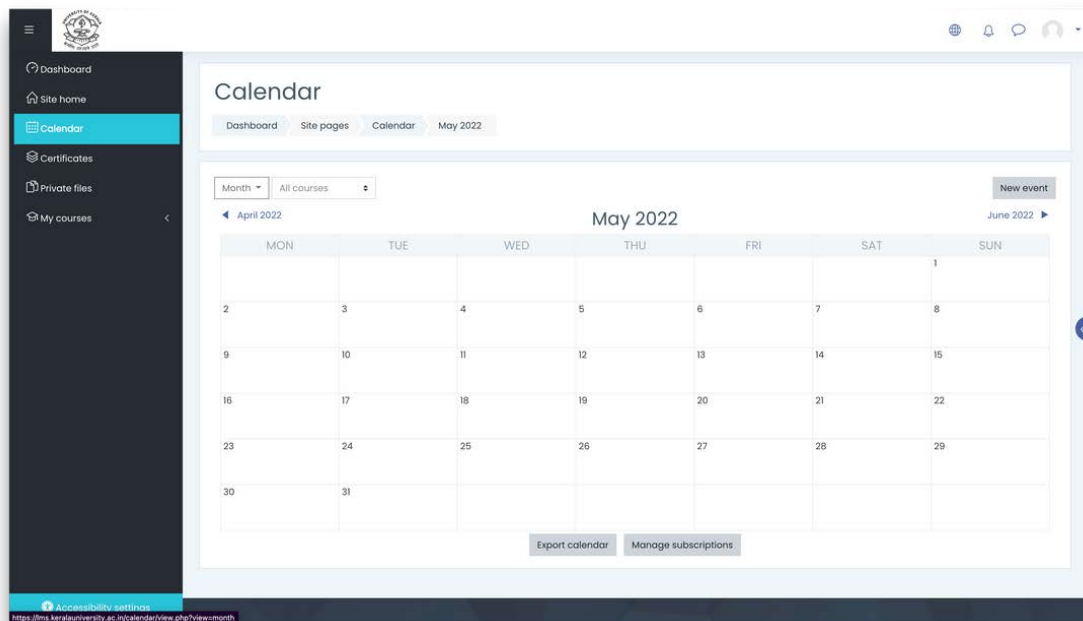 Dashboard
Site home
Calendar
Certificates
Private files
My courses
Accessibility settings
https://lms.keralauniversity.ac.in/calendar/view.php?view=month
Calendar
Dashboard Site pages Calendar May 2022
Month All courses New event
April 2022 May 2022 June 2022
MON TUE WED THU FRI SAT SUN
1
2 3 4 5 6 7 8
9 10 11 12 13 14 15
16 17 18 19 20 21 22
23 24 25 26 27 28 29
30 31
Export calendar Manage subscriptions